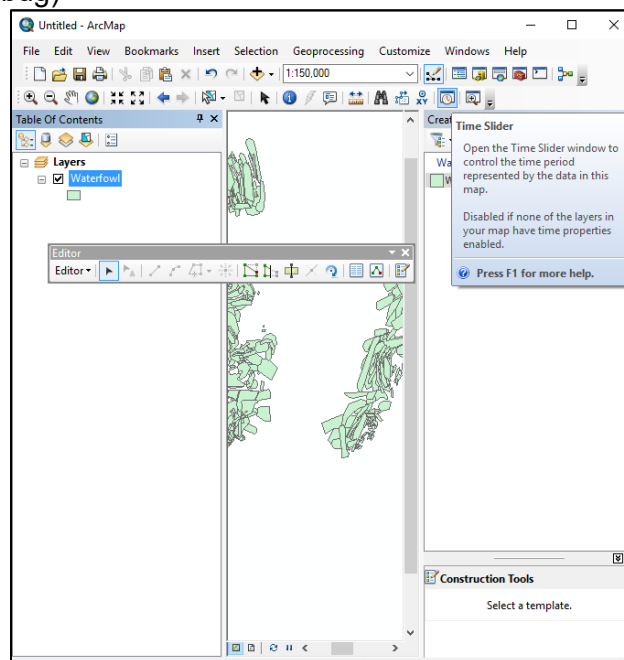 bug)
Untitled - ArcMap
File Edit View Bookmarks Insert Selection Geoprocessing Customize Windows Help
1:150,000
Table Of Contents
Layers
Waterfowl
Editor
Editor
Time Slider
Open the Time Slider window to
control the time period
represented by the data in this
map.
Disabled if none of the layers in
your map have time properties
enabled.
Press F1 for more help.
Construction Tools
Select a template.